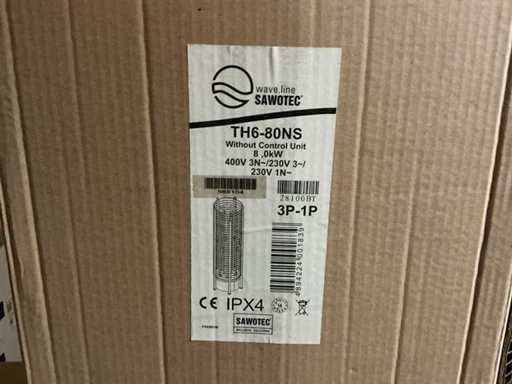 wave.line
SAWOTEC®
TH6-80NS
Without Control Unit
8 ,0kW
400V 3N~/230V 3~/
230V 1N~
28100BT
3P-1P
4894224001839
CE IPX4
SAWOTEC®